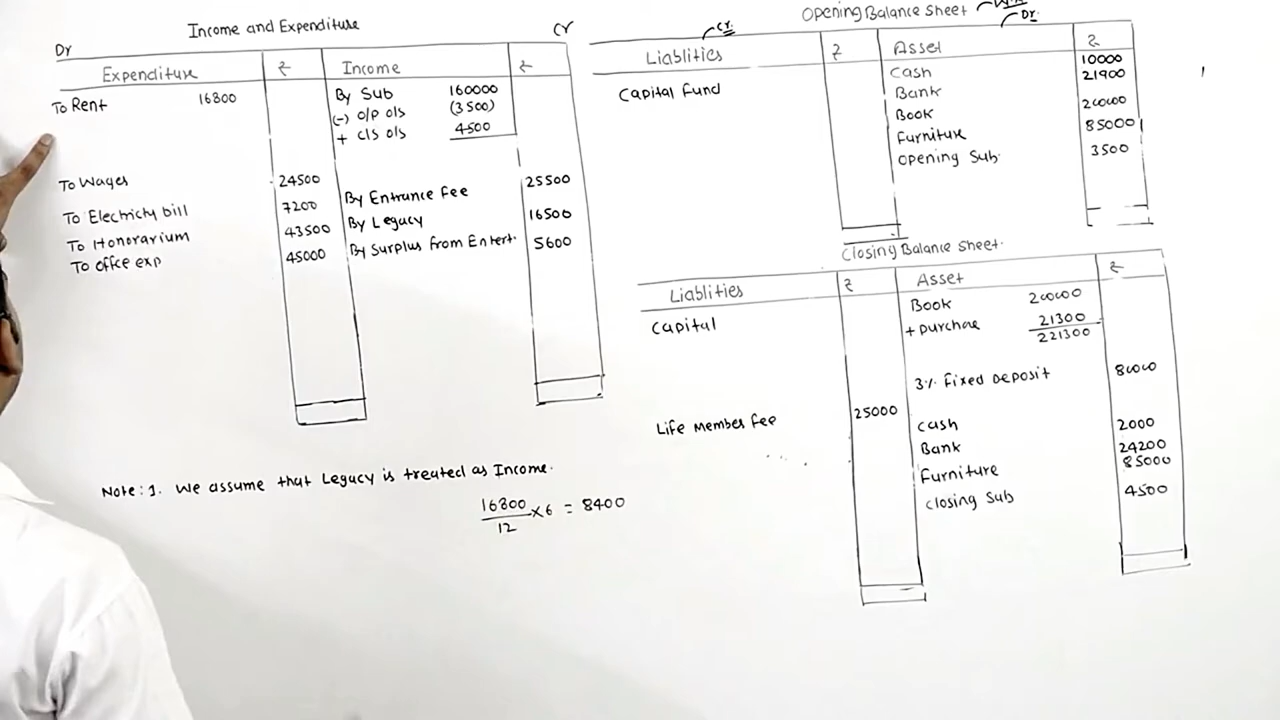 Income and Expenditure
Dr Cr
Expenditure ₹ Income ₹
To Rent 16800 By Sub 160000
(-) o/p o/s (3500)
+ c/s o/s 4500
To Wages 24500 By Entrance Fee 25500
To Electricity bill 7200 By Legacy 16500
To Honorarium 43500 By Surplus from Entert. 5600
To office exp 45000
Note: 1. We assume that Legacy is treated as Income.
16800/12 × 6 = 8400
Opening Balance Sheet
Cr. Dr.
Liablities ₹ Asset ₹
Capital Fund Cash 10000
Bank 21900
Book 200000
Furniture 85000
Opening Sub. 3500
Closing Balance Sheet.
Liablities ₹ Asset ₹
Capital Book 200000
+ purchase 21300
221300
3% Fixed Deposit 80000
Life Member Fee 25000 Cash 2000
Bank 24200
Furniture 85000
Closing Sub 4500